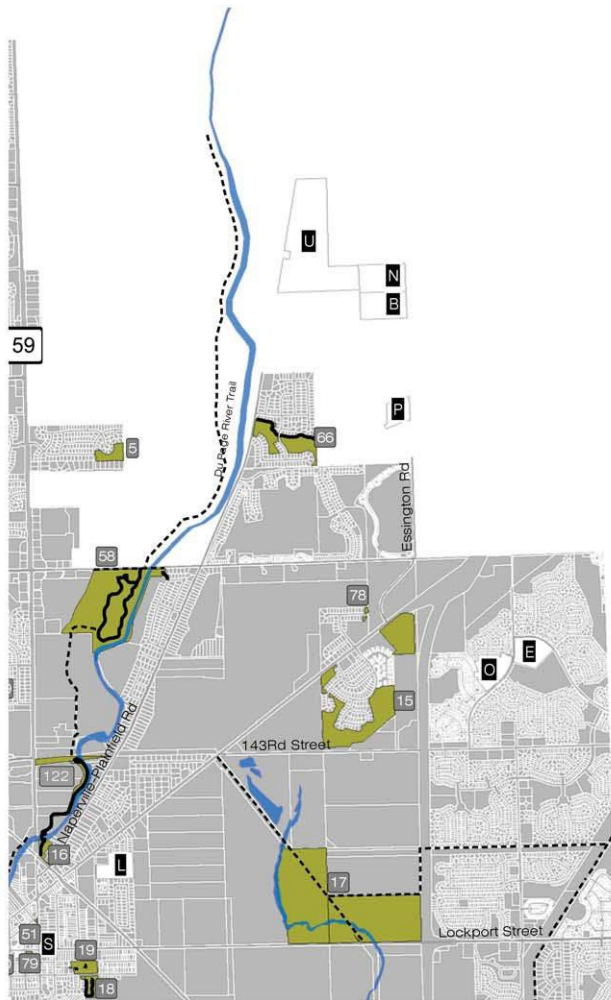 U
N
B
59
P
Du Page River Trail
66
5
Essington Rd
58
78
E
O
15
143Rd Street
122
Naperville-Plainfield Rd
16
L
17
51
S
Lockport Street
79
19
18